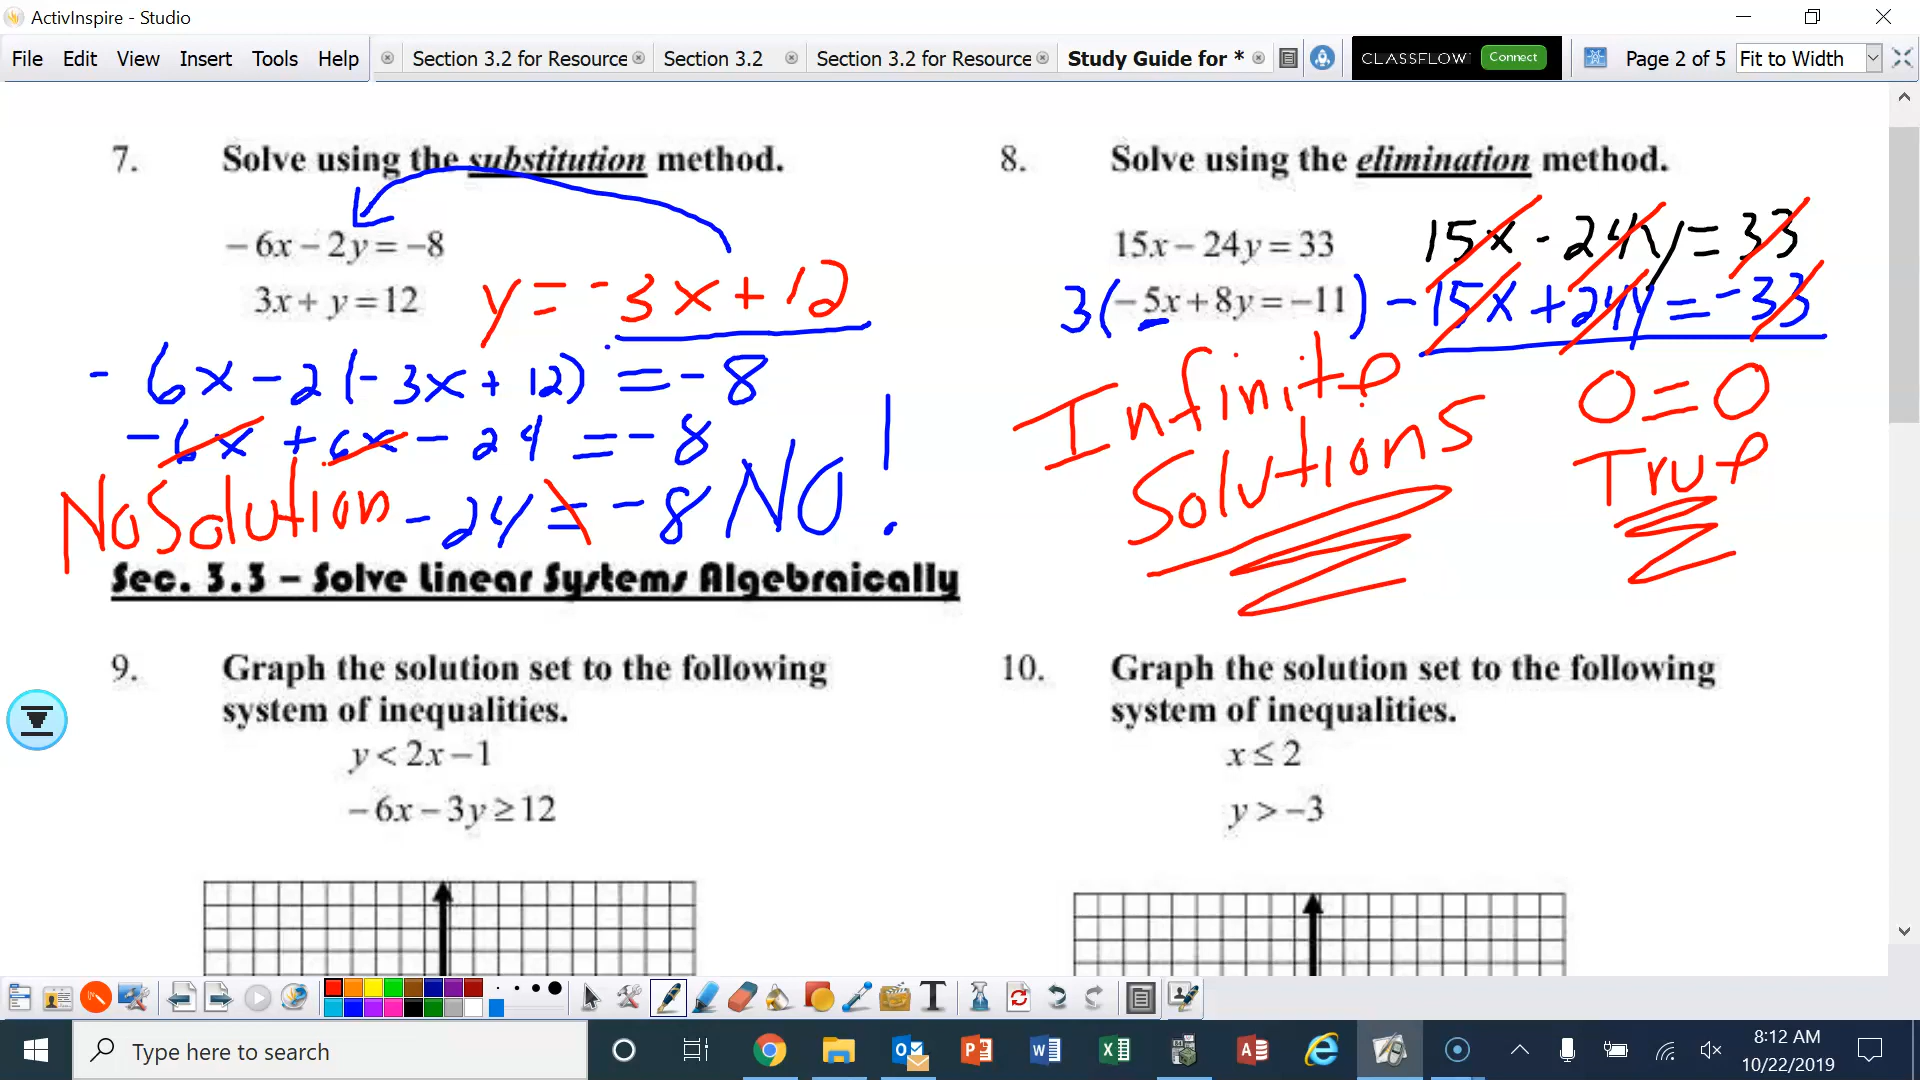 ActivInspire - Studio
File Edit View Insert Tools Help Section 3.2 for Resource Section 3.2 Section 3.2 for Resource Study Guide for * CLASSFLOW Connect Page 2 of 5 Fit to Width
7. Solve using the substitution method.
-6x-2y=-8
3x+y=12
y=-3x+12
-6x-2(-3x+12)=-8
-6x+6x-24=-8
No Solution -24≠-8 NO!
8. Solve using the elimination method.
15x-24y=33 15x-24y=33
3(-5x+8y=-11) -15x+24y=-33
Infinite 0=0
Solutions True
Sec. 3.3 – Solve Linear Systems Algebraically
9. Graph the solution set to the following
system of inequalities.
y<2x-1
-6x-3y≥12
10. Graph the solution set to the following
system of inequalities.
x≤2
y>-3
T
Type here to search
8:12 AM
10/22/2019